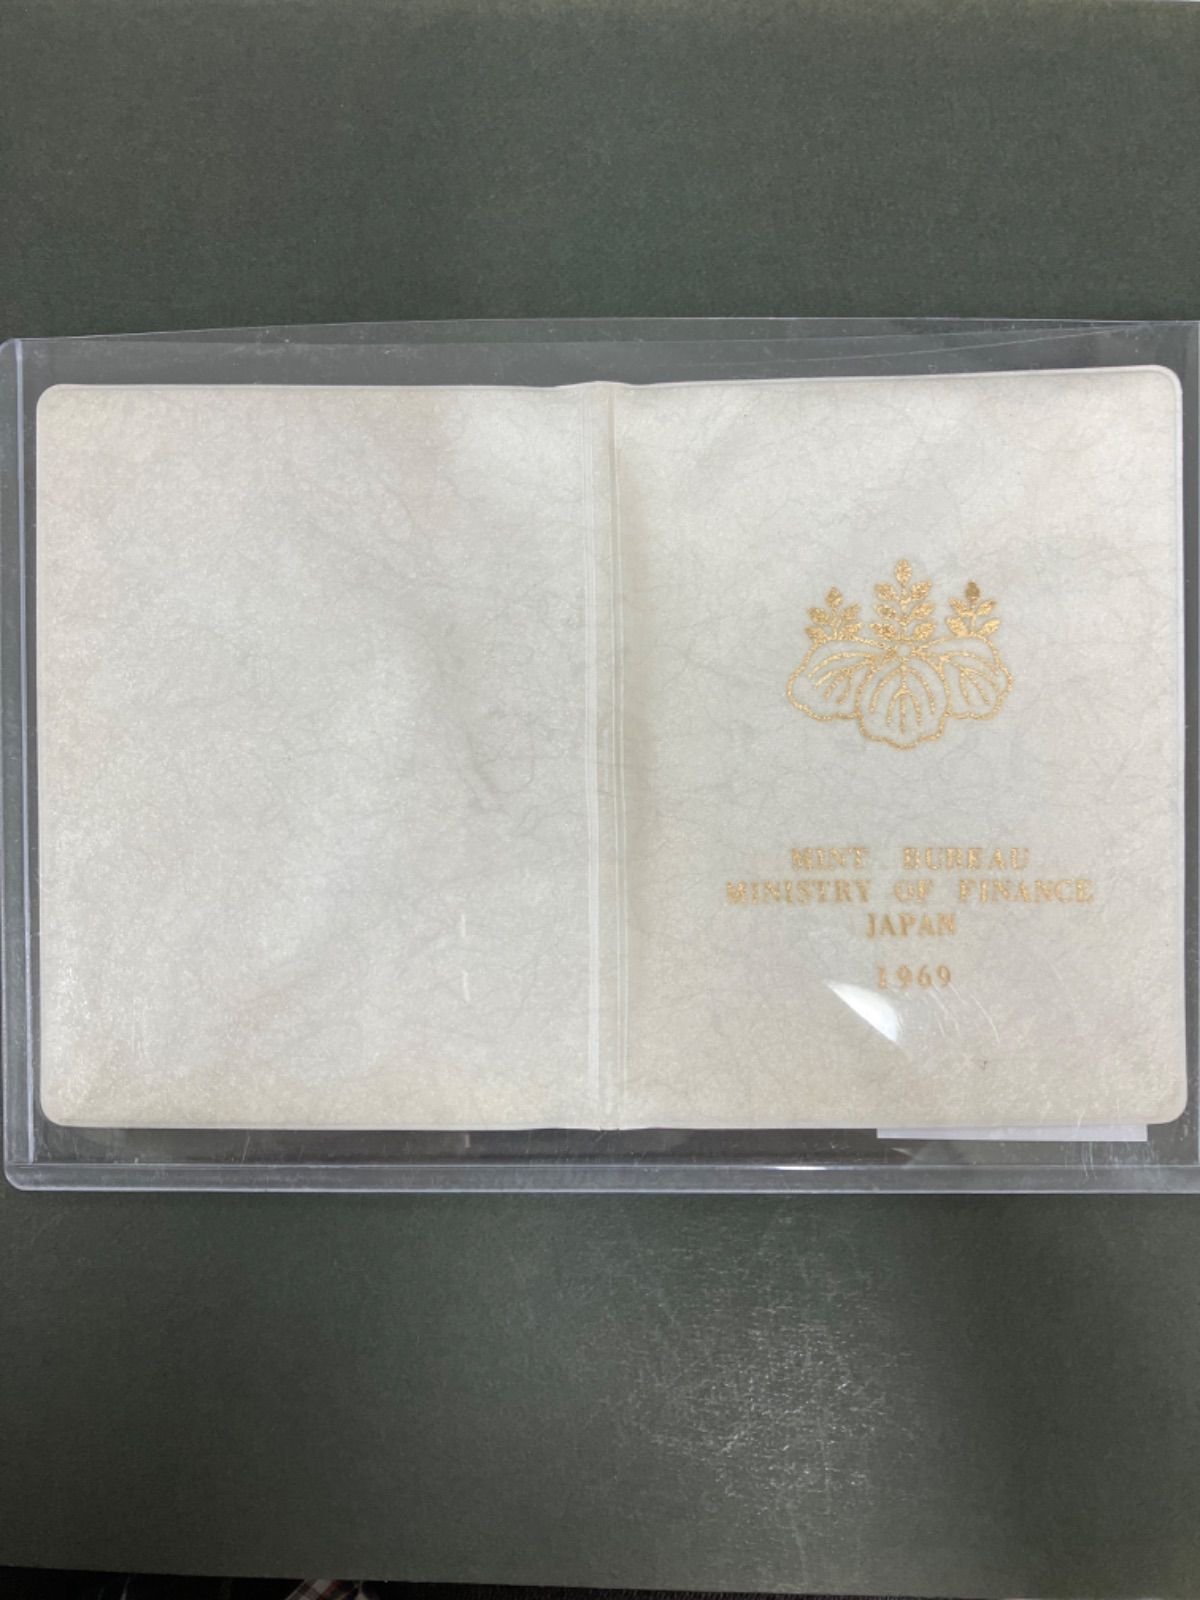 MINT BUREAU
MINISTRY OF FINANCE
JAPAN
1969